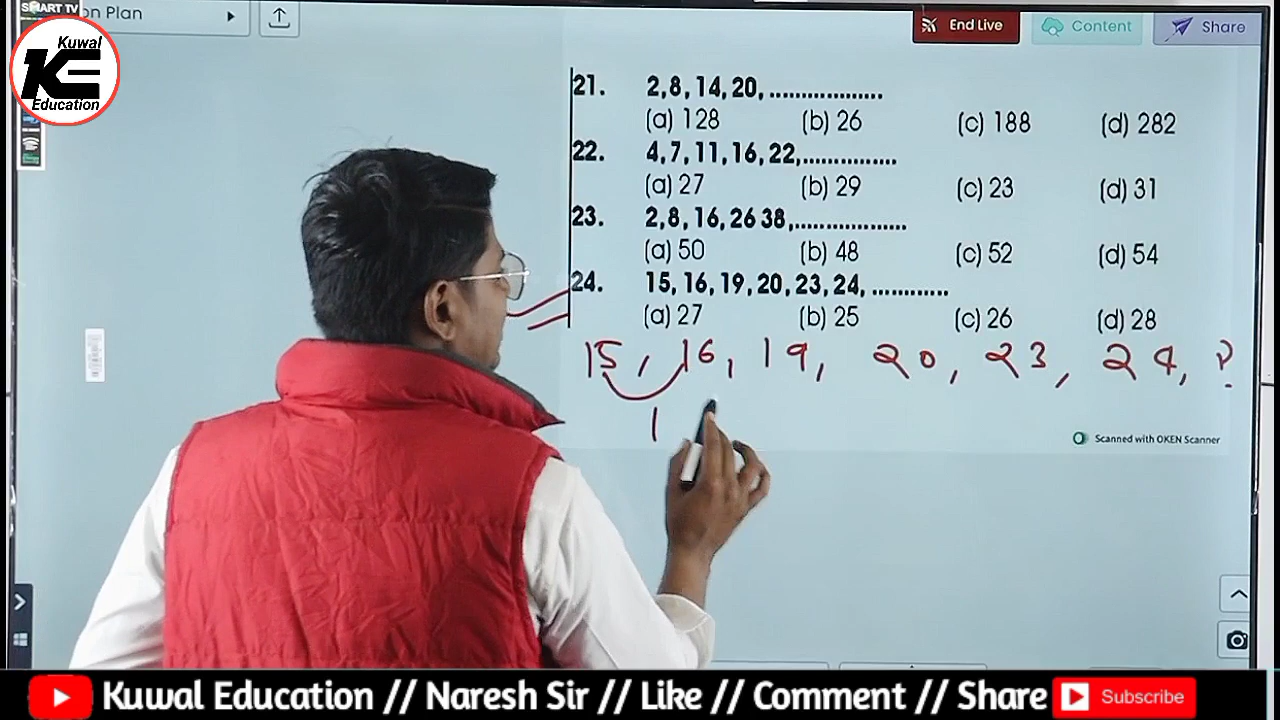 SMART TV
on Plan
End Live
Content
Share
Kuwal
KE
Education
21. 2,8, 14, 20, ..................
(a) 128 (b) 26 (c) 188 (d) 282
22. 4,7, 11, 16, 22,...............
(a) 27 (b) 29 (c) 23 (d) 31
23. 2,8, 16, 26 38,..................
(a) 50 (b) 48 (c) 52 (d) 54
24. 15, 16, 19, 20, 23, 24, ............
(a) 27 (b) 25 (c) 26 (d) 28
15, 16, 19, 20, 23, 24, ?
1
Scanned with OKEN Scanner
Kuwal Education // Naresh Sir // Like // Comment // Share
Subscribe